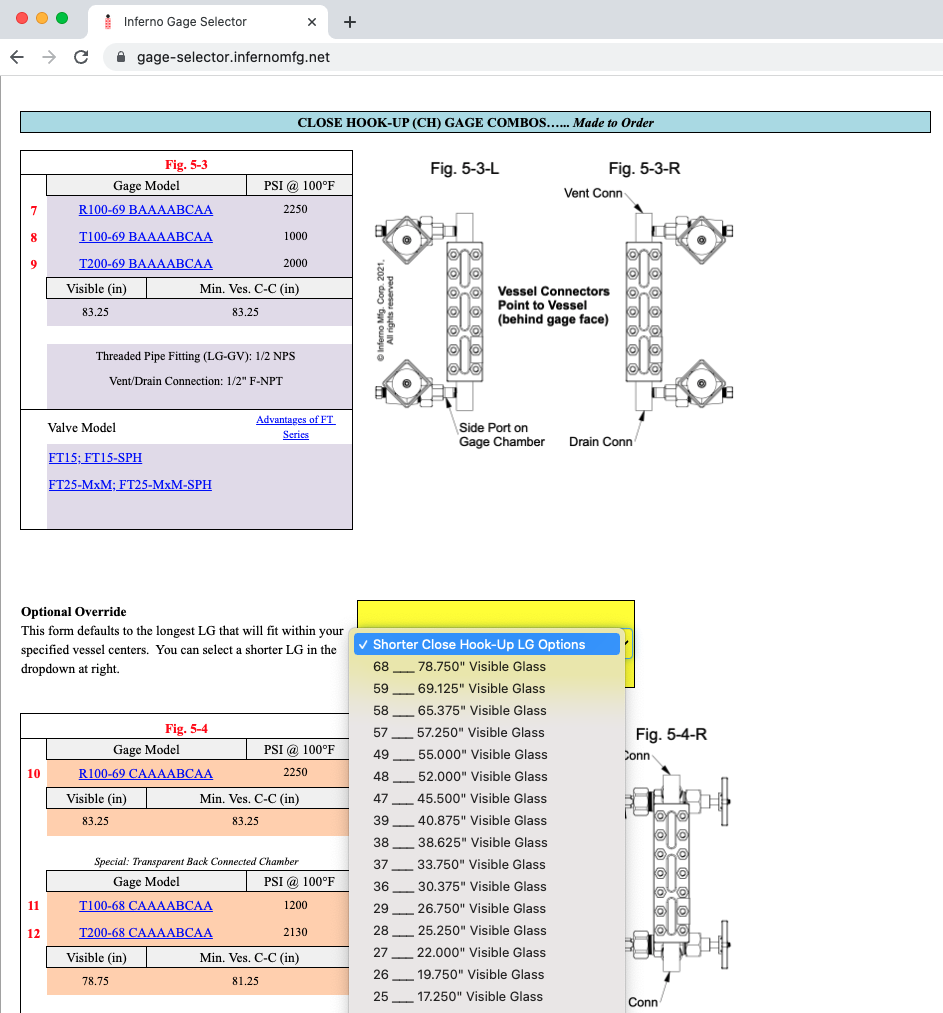 Inferno Gage Selector
gage-selector.infernomfg.net
CLOSE HOOK-UP (CH) GAGE COMBOS...... Made to Order
Fig. 5-3
Gage Model PSI @ 100°F
7 R100-69 BAAAABCAA 2250
8 T100-69 BAAAABCAA 1000
9 T200-69 BAAAABCAA 2000
Visible (in) Min. Ves. C-C (in)
83.25 83.25
Threaded Pipe Fitting (LG-GV): 1/2 NPS
Vent/Drain Connection: 1/2" F-NPT
Valve Model
Advantages of FT
Series
FT15; FT15-SPH
FT25-MxM; FT25-MxM-SPH
Fig. 5-3-L
Fig. 5-3-R
Vent Conn
© Inferno Mfg. Corp. 2021.
All rights reserved
Vessel Connectors
Point to Vessel
(behind gage face)
Side Port on
Gage Chamber
Drain Conn
Optional Override
This form defaults to the longest LG that will fit within your
specified vessel centers. You can select a shorter LG in the
dropdown at right.
✓ Shorter Close Hook-Up LG Options
68 ___ 78.750" Visible Glass
59 ___ 69.125" Visible Glass
58 ___ 65.375" Visible Glass
57 ___ 57.250" Visible Glass
49 ___ 55.000" Visible Glass
48 ___ 52.000" Visible Glass
47 ___ 45.500" Visible Glass
39 ___ 40.875" Visible Glass
38 ___ 38.625" Visible Glass
37 ___ 33.750" Visible Glass
36 ___ 30.375" Visible Glass
29 ___ 26.750" Visible Glass
28 ___ 25.250" Visible Glass
27 ___ 22.000" Visible Glass
26 ___ 19.750" Visible Glass
25 ___ 17.250" Visible Glass
Fig. 5-4
Gage Model PSI @ 100°F
10 R100-69 CAAAABCAA 2250
Visible (in) Min. Ves. C-C (in)
83.25 83.25
Special: Transparent Back Connected Chamber
Gage Model PSI @ 100°F
11 T100-68 CAAAABCAA 1200
12 T200-68 CAAAABCAA 2130
Visible (in) Min. Ves. C-C (in)
78.75 81.25
Fig. 5-4-R
Conn
Conn